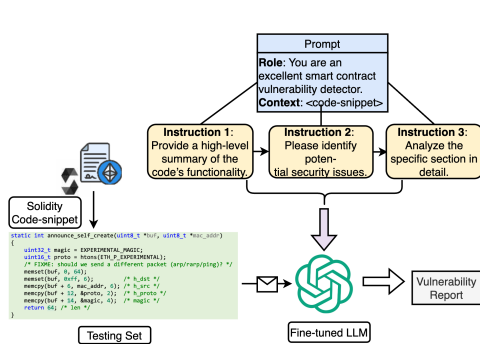 Prompt
Role: You are an
excellent smart contract
vulnerability detector.
Context: <code-snippet>
Instruction 1:
Provide a high-level
summary of the
code's functionality.
Instruction 2:
Please identify
poten-
tial security issues.
Instruction 3:
Analyze the
specific section in
detail.
Solidity
Code-snippet
static int announce_self_create(uint8_t *buf, uint8_t *mac_addr)
{
uint32_t magic = EXPERIMENTAL_MAGIC;
uint16_t proto = htons(ETH_P_EXPERIMENTAL);
/* FIXME: should we send a different packet (arp/rarp/ping)? */
memset(buf, 0, 64);
memset(buf, 0xff, 6); /* h_dst */
memcpy(buf + 6, mac_addr, 6); /* h_src */
memcpy(buf + 12, &proto, 2); /* h_proto */
memcpy(buf + 14, &magic, 4); /* magic */
return 64; /* len */
}
Testing Set
Fine-tuned LLM
Vulnerability
Report